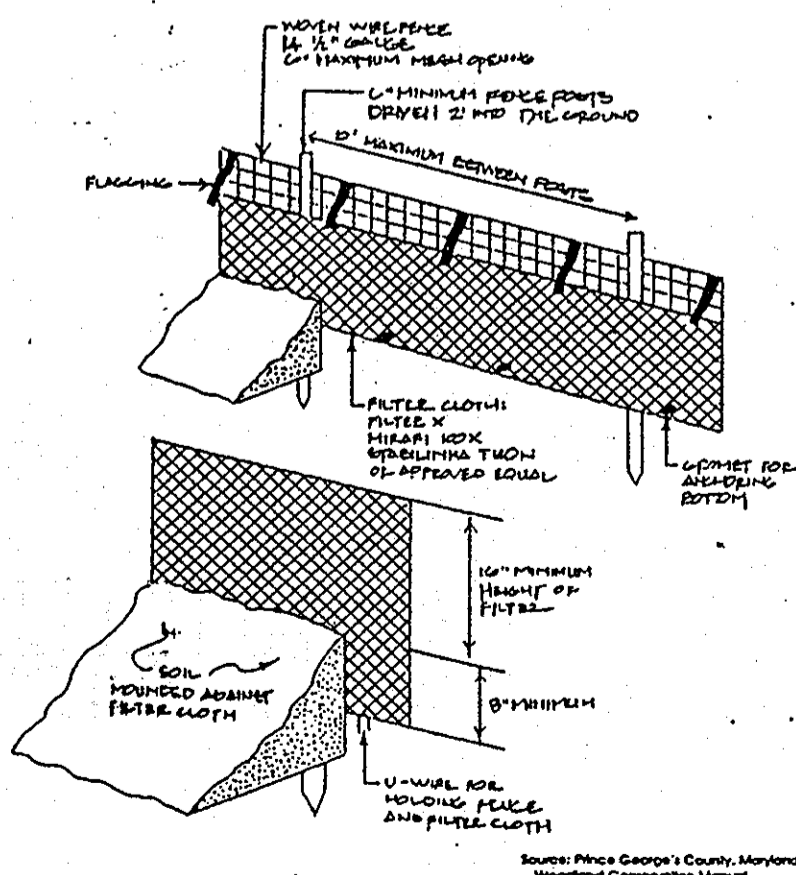 WOVEN WIRE FENCE
14 1/2" GAUGE
6" MAXIMUM MESH OPENING
6" MINIMUM FENCE POSTS
DRIVEN 2' INTO THE GROUND
MAXIMUM BETWEEN POSTS
FLAGGING
FILTER CLOTH:
FILTER X
MIRAFI
STABILINKA
OR APPROVED EQUAL
GROMET FOR
ANCHORING
BOTTOM
16" MINIMUM
HEIGHT OF
FILTER
8" MINIMUM
SOIL
MOUNDED AGAINST
FILTER CLOTH
U-WIRE FOR
HOLDING FENCE
AND FILTER CLOTH
Source: Prince George's County, Maryland